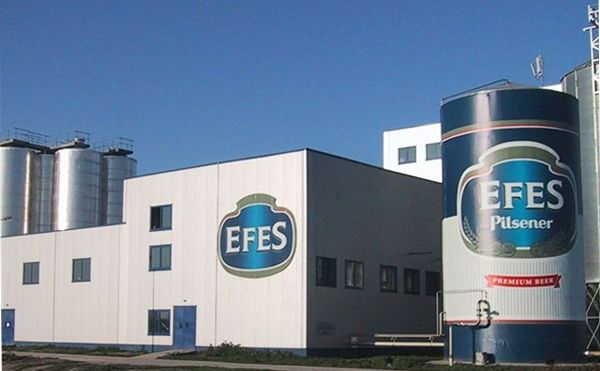 EFES
EFES
Pilsener
PREMIUM BEER